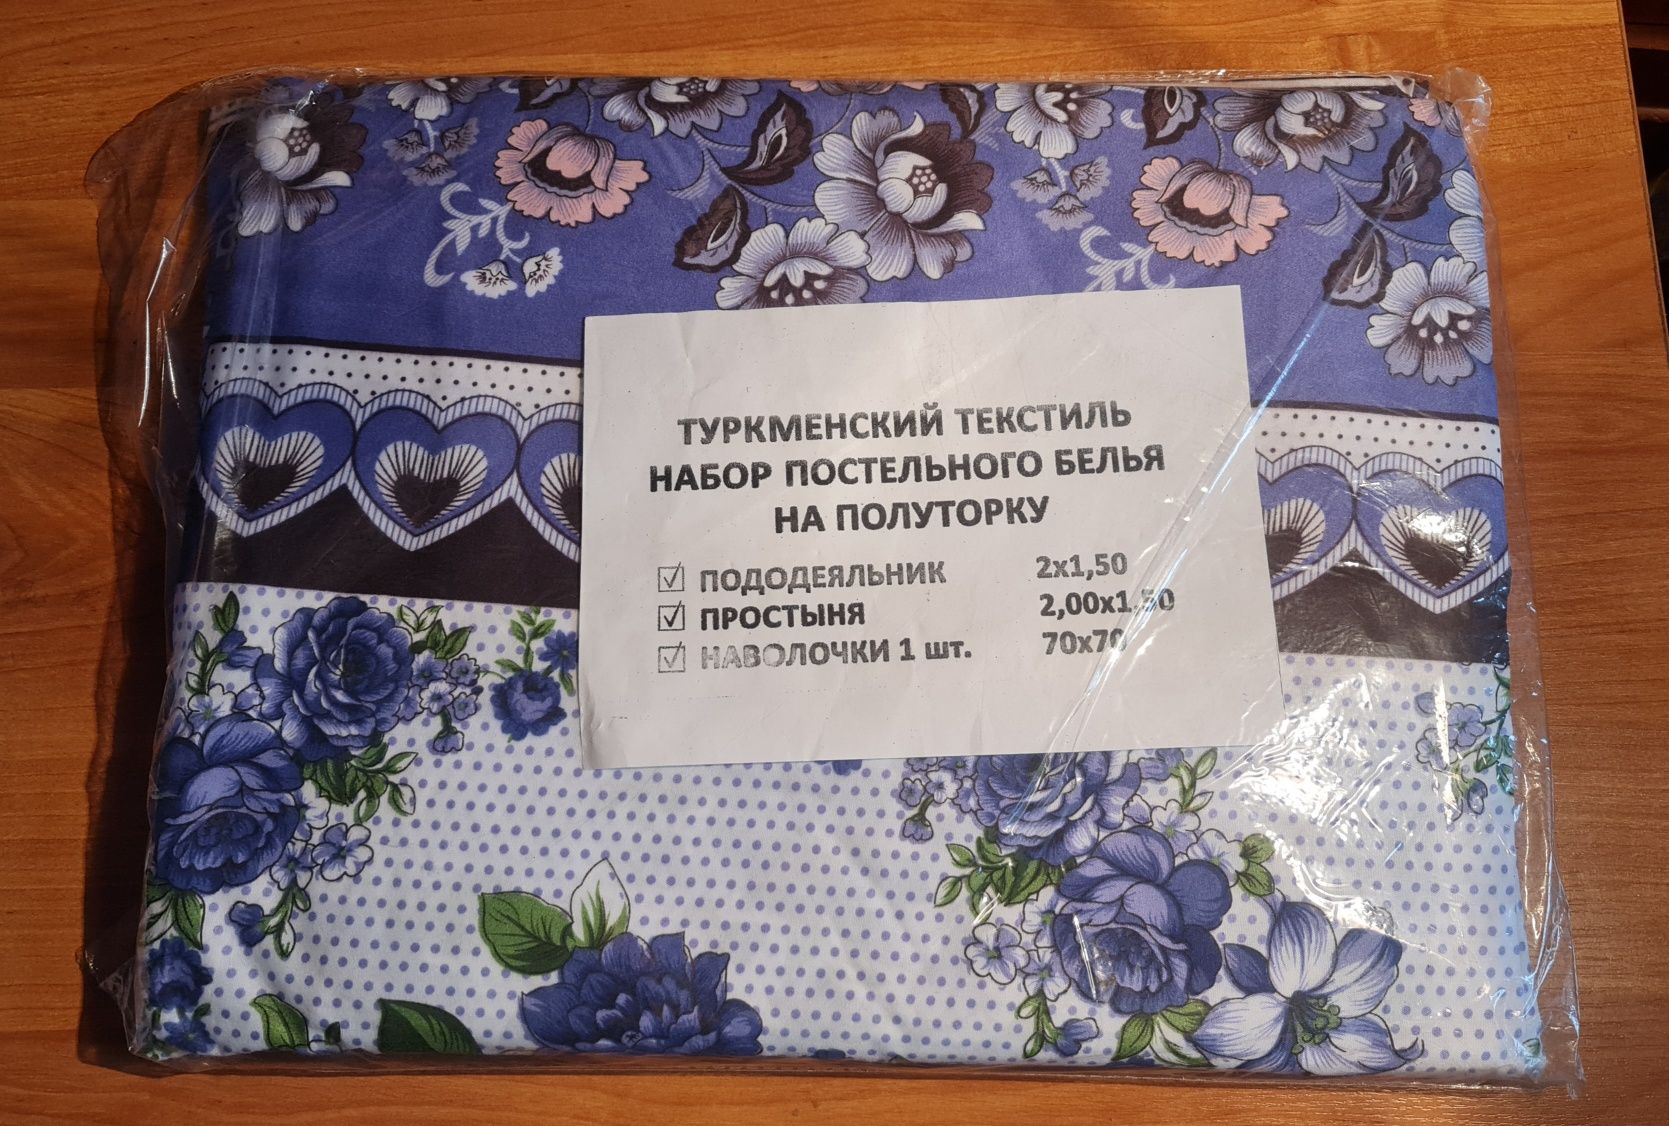 ТУРКМЕНСКИЙ ТЕКСТИЛЬ
НАБОР ПОСТЕЛЬНОГО БЕЛЬЯ
НА ПОЛУТОРКУ
☑ ПОДОДЕЯЛЬНИК 2х1,50
☑ ПРОСТЫНЯ 2,00х1,50
☑ НАВОЛОЧКИ 1 шт. 70х70